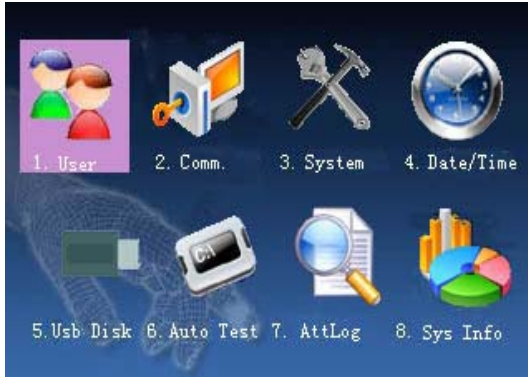 1. User 2. Comm. 3. System 4. Date/Time
C:\
5.Usb Disk 6.Auto Test 7. AttLog 8. Sys Info